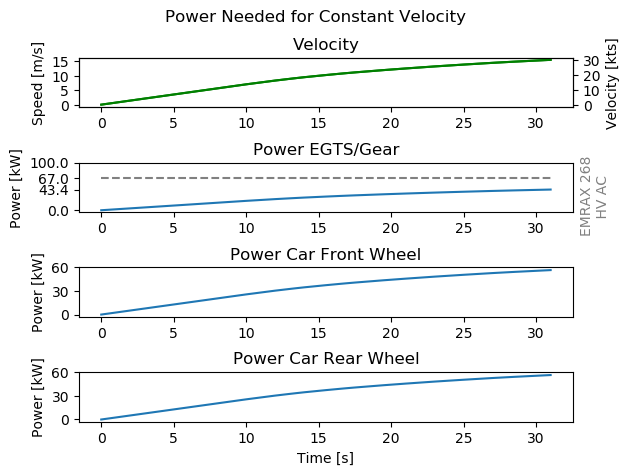 Power Needed for Constant Velocity
Velocity
Speed [m/s]
15
10
5
0
30
20
10
0
Velocity [kts]
0 5 10 15 20 25 30
Power EGTS/Gear
Power [kW]
100.0
67.0
43.4
0.0
EMRAX 268
HV AC
0 5 10 15 20 25 30
Power Car Front Wheel
Power [kW]
60
30
0
0 5 10 15 20 25 30
Power Car Rear Wheel
Power [kW]
60
30
0
0 5 10 15 20 25 30
Time [s]